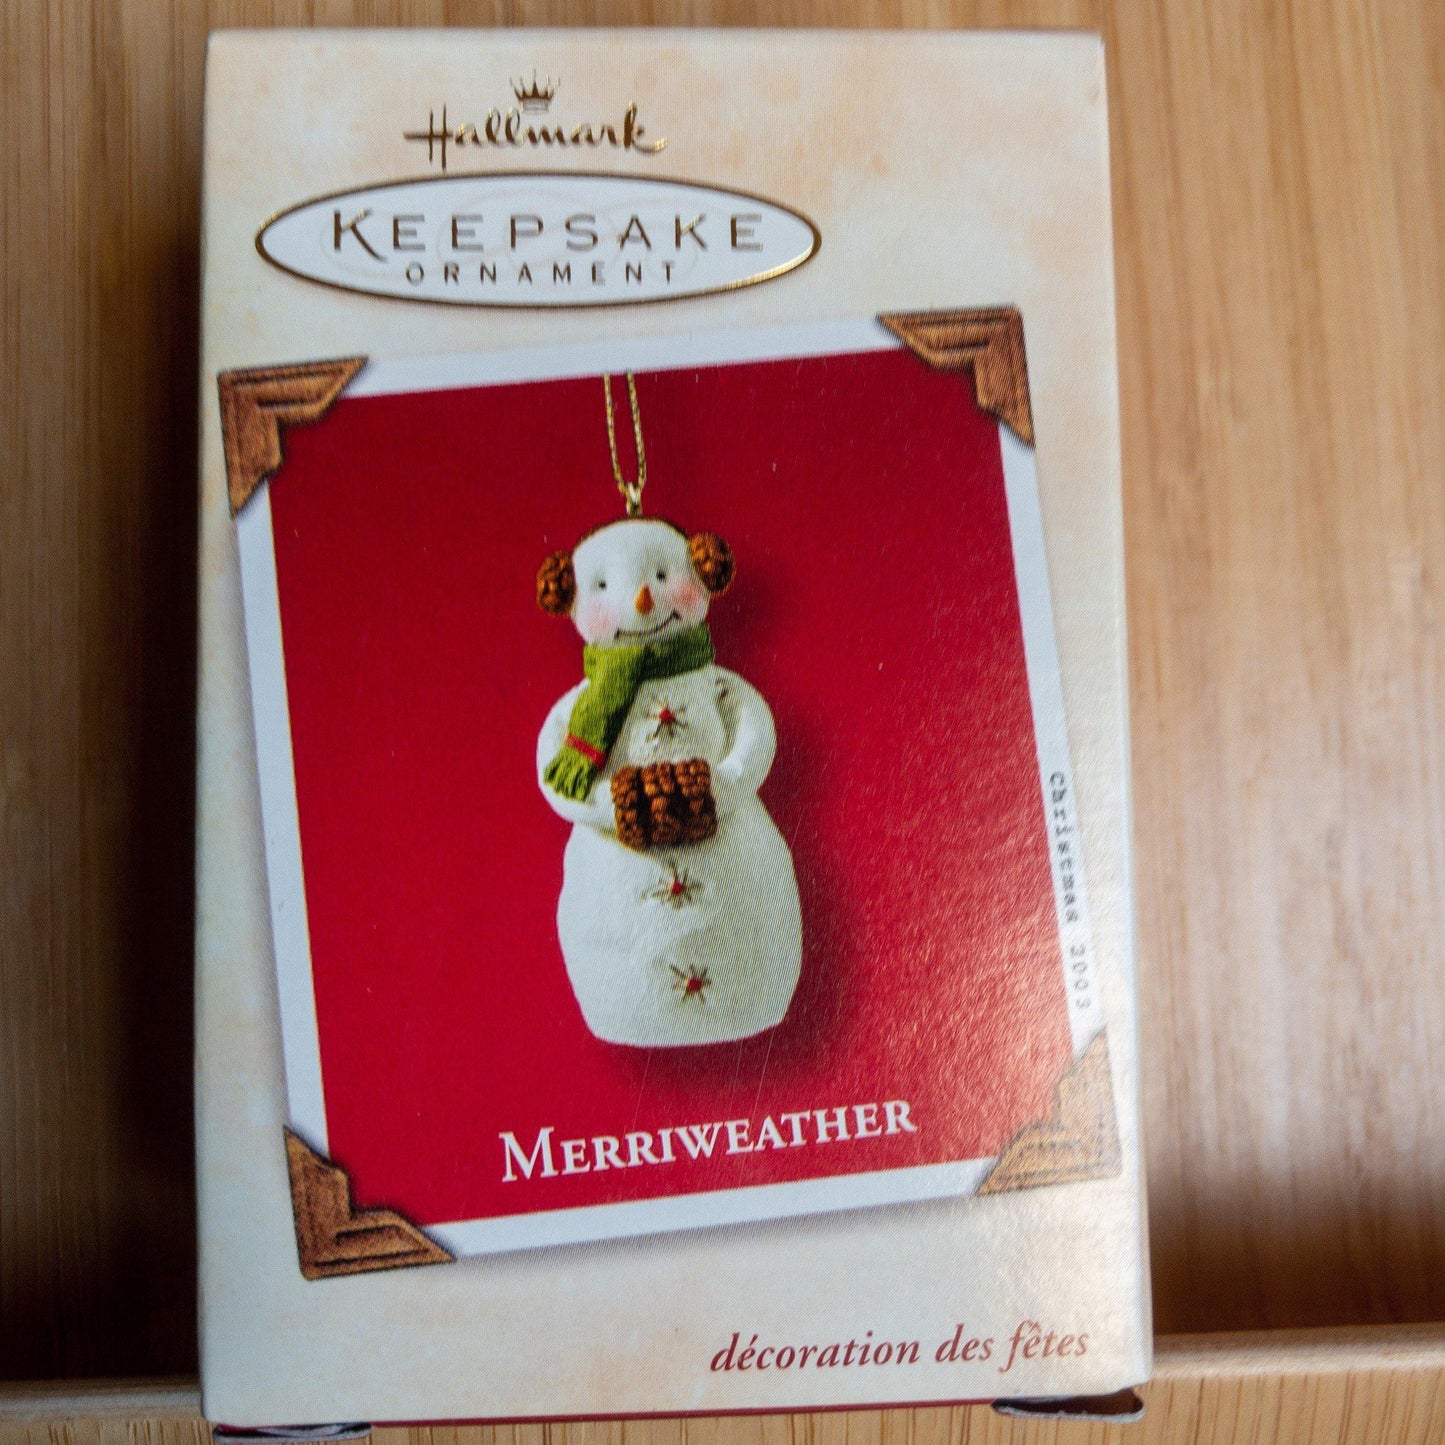 Hallmark
KEEPSAKE
ORNAMENT
Christmas 2003
MERRIWEATHER
décoration des fêtes